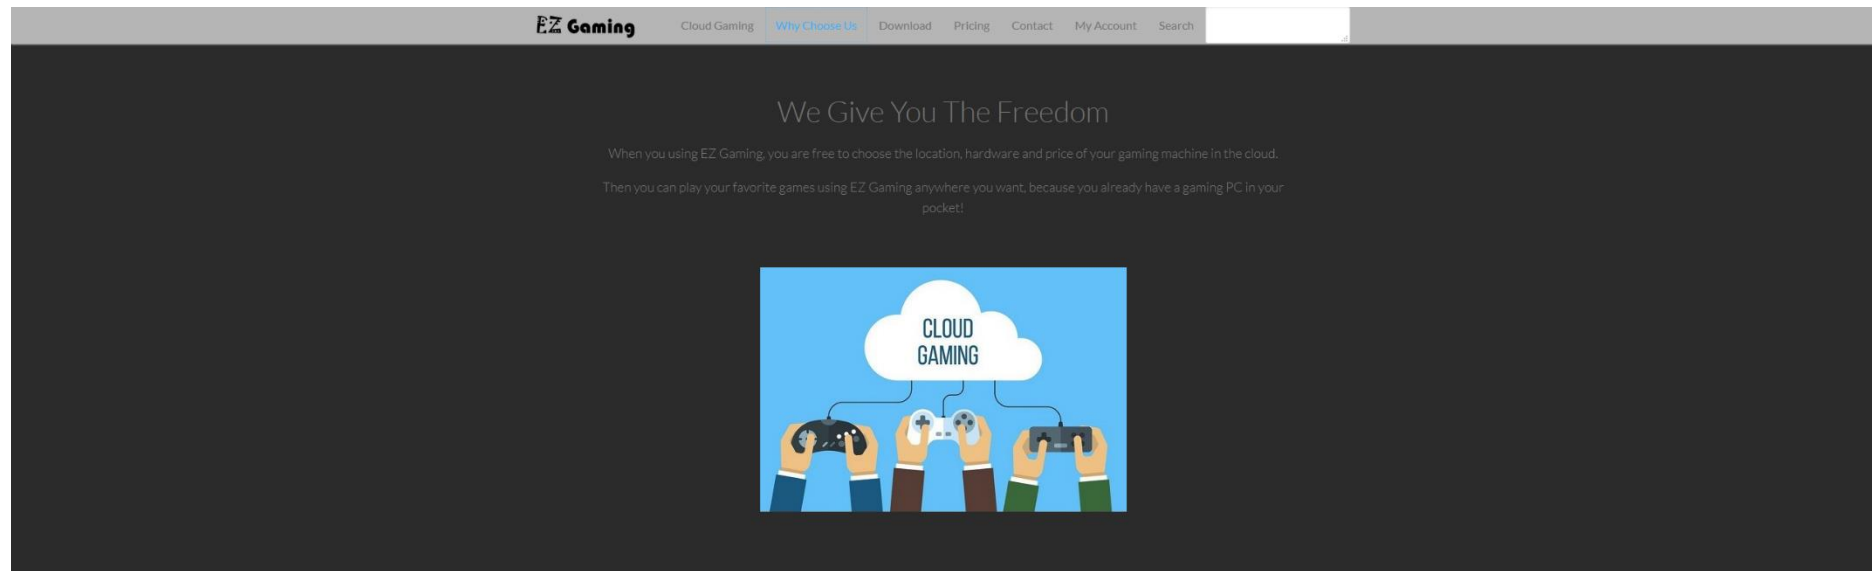 EZ Gaming Cloud Gaming Why Choose Us Download Pricing Contact My Account Search
We Give You The Freedom
When you using EZ Gaming, you are free to choose the location, hardware and price of your gaming machine in the cloud.
Then you can play your favorite games using EZ Gaming anywhere you want, because you already have a gaming PC in your
pocket!
CLOUD
GAMING